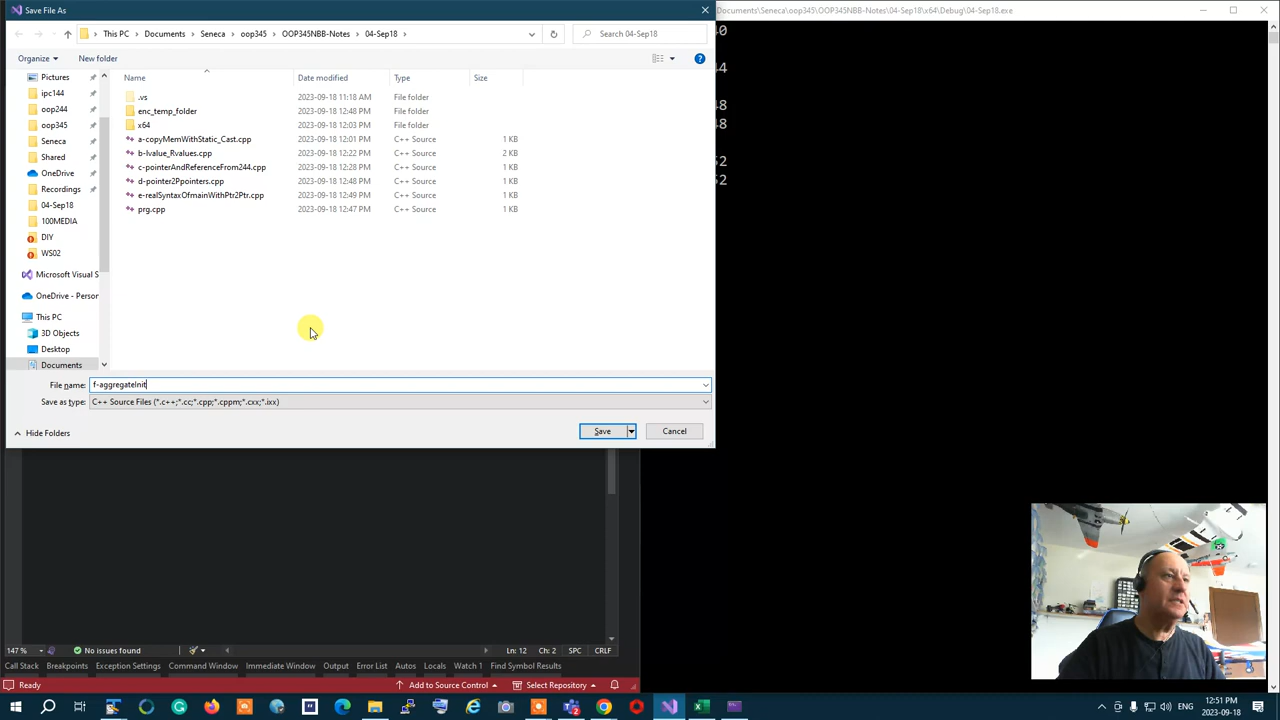 Save File As
Documents\Seneca\oop345\OOP345NBB-Notes\04-Sep18\x64\Debug\04-Sep18.exe
This PC > Documents > Seneca > oop345 > OOP345NBB-Notes > 04-Sep18 >
Search 04-Sep18
Organize
New folder
Name Date modified Type Size
Pictures
ipc144
oop244
oop345
Seneca
Shared
OneDrive
Recordings
04-Sep18
100MEDIA
DIY
WS02
Microsoft Visual S
OneDrive - Person
This PC
3D Objects
Desktop
Documents
.vs 2023-09-18 11:18 AM File folder
enc_temp_folder 2023-09-18 12:48 PM File folder
x64 2023-09-18 12:03 PM File folder
a-copyMemWithStatic_Cast.cpp 2023-09-18 12:01 PM C++ Source 1 KB
b-lvalue_Rvalues.cpp 2023-09-18 12:22 PM C++ Source 2 KB
c-pointerAndReferenceFrom244.cpp 2023-09-18 12:28 PM C++ Source 1 KB
d-pointer2Ppointers.cpp 2023-09-18 12:48 PM C++ Source 1 KB
e-realSyntaxOfmainWithPtr2Ptr.cpp 2023-09-18 12:49 PM C++ Source 1 KB
prg.cpp 2023-09-18 12:47 PM C++ Source 1 KB
40
44
48
48
52
52
File name: f-aggregateInit
Save as type: C++ Source Files (*.c++;*.cc;*.cpp;*.cppm;*.cxx;*.ixx)
Hide Folders
Save
Cancel
147 % No issues found Ln: 12 Ch: 2 SPC CRLF
Call Stack Breakpoints Exception Settings Command Window Immediate Window Output Error List Autos Locals Watch 1 Find Symbol Results
Ready Add to Source Control Select Repository
ENG
12:51 PM
2023-09-18